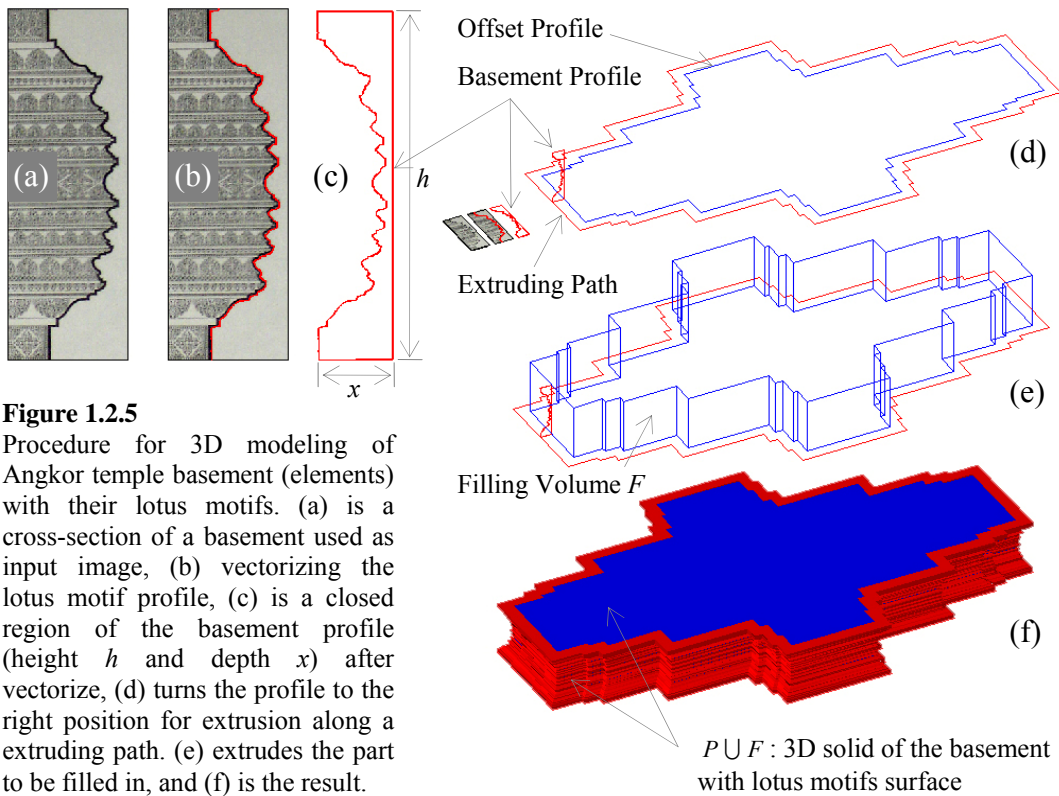 (a)
(b)
(c)
h
x
Offset Profile
Basement Profile
(d)
Extruding Path
(e)
Filling Volume F
(f)
P ∪ F : 3D solid of the basement
with lotus motifs surface
Figure 1.2.5
Procedure for 3D modeling of
Angkor temple basement (elements)
with their lotus motifs. (a) is a
cross-section of a basement used as
input image, (b) vectorizing the
lotus motif profile, (c) is a closed
region of the basement profile
(height h and depth x) after
vectorize, (d) turns the profile to the
right position for extrusion along a
extruding path. (e) extrudes the part
to be filled in, and (f) is the result.